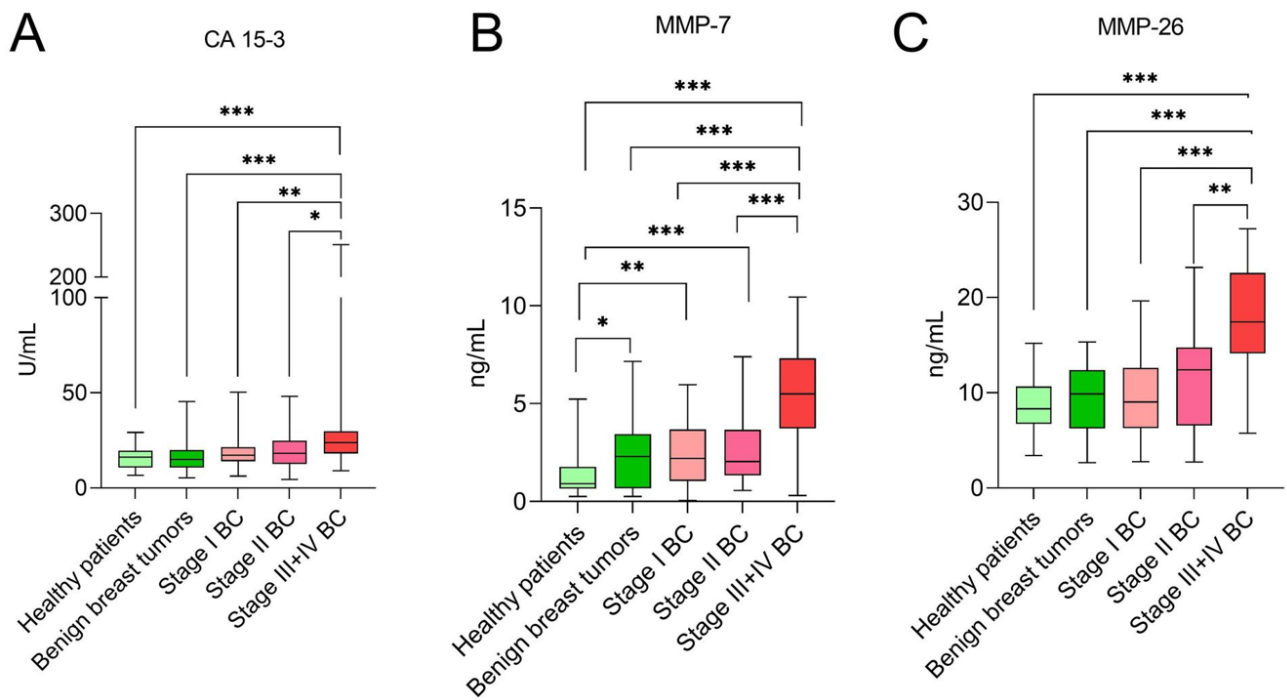 A
CA 15-3
***
***
**
*
300
200
100
50
0
U/mL
Healthy patients
Benign breast tumors
Stage I BC
Stage II BC
Stage III+IV BC
B
MMP-7
***
***
***
***
***
**
*
15
10
5
0
ng/mL
Healthy patients
Benign breast tumors
Stage I BC
Stage II BC
Stage III+IV BC
C
MMP-26
***
***
***
**
30
20
10
0
ng/mL
Healthy patients
Benign breast tumors
Stage I BC
Stage II BC
Stage III+IV BC